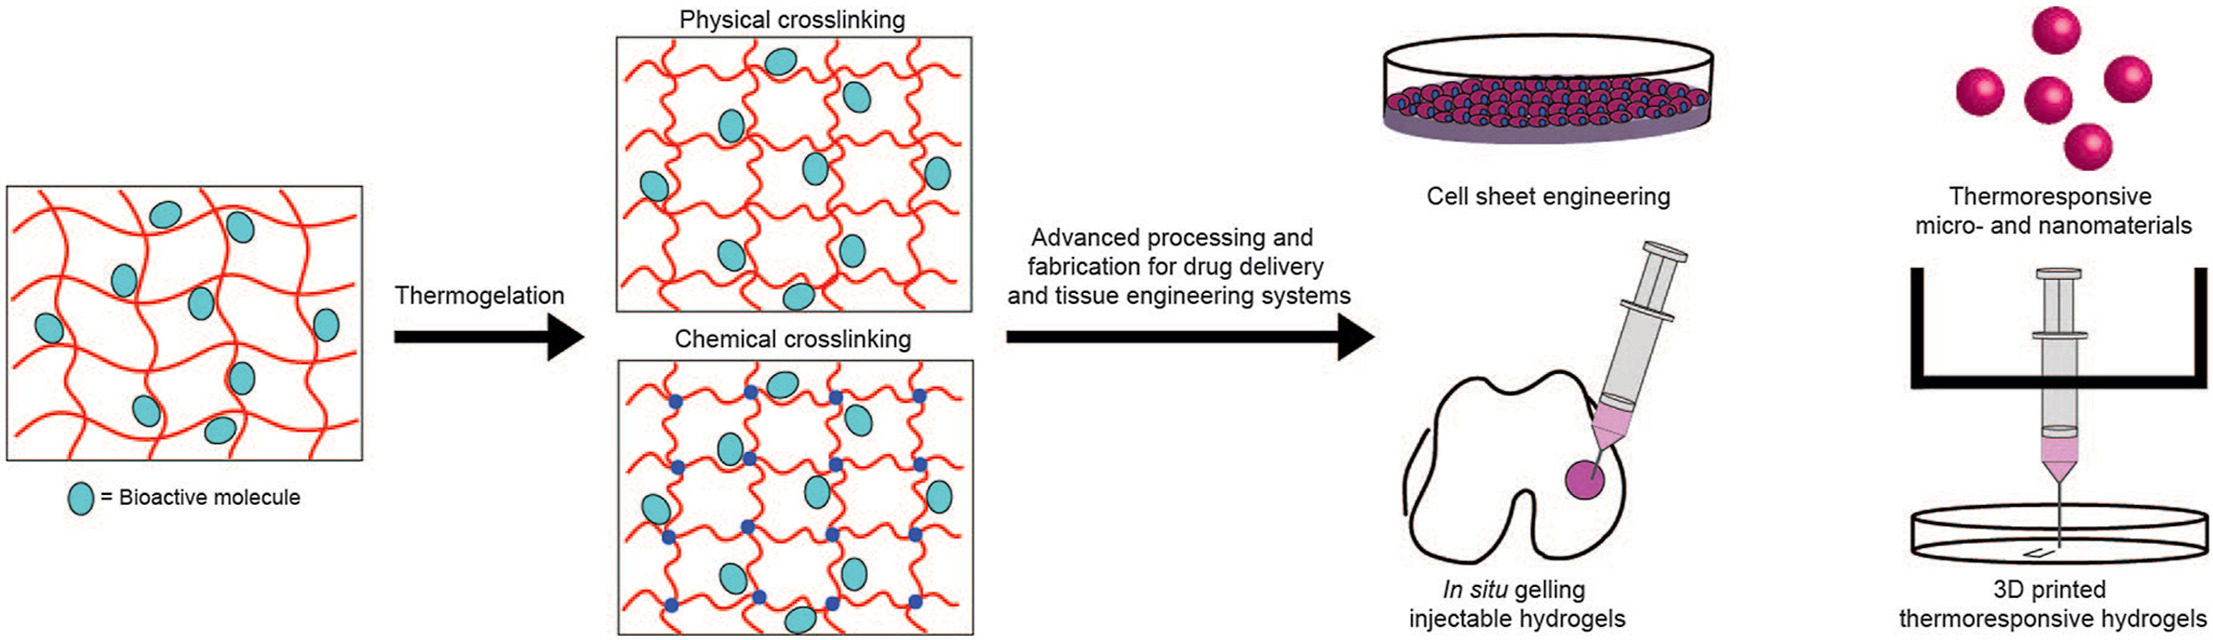 Physical crosslinking
Thermogelation
= Bioactive molecule
Chemical crosslinking
Advanced processing and
fabrication for drug delivery
and tissue engineering systems
Cell sheet engineering
Thermoresponsive
micro- and nanomaterials
In situ gelling
injectable hydrogels
3D printed
thermoresponsive hydrogels